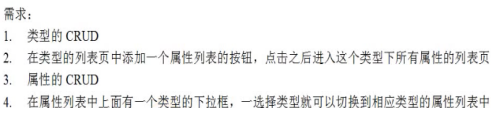 需求：
1. 类型的 CRUD
2. 在类型的列表页中添加一个属性列表的按钮，点击之后进入这个类型下所有属性的列表页
3. 属性的 CRUD
4. 在属性列表中上面有一个类型的下拉框，一选择类型就可以切换到相应类型的属性列表中